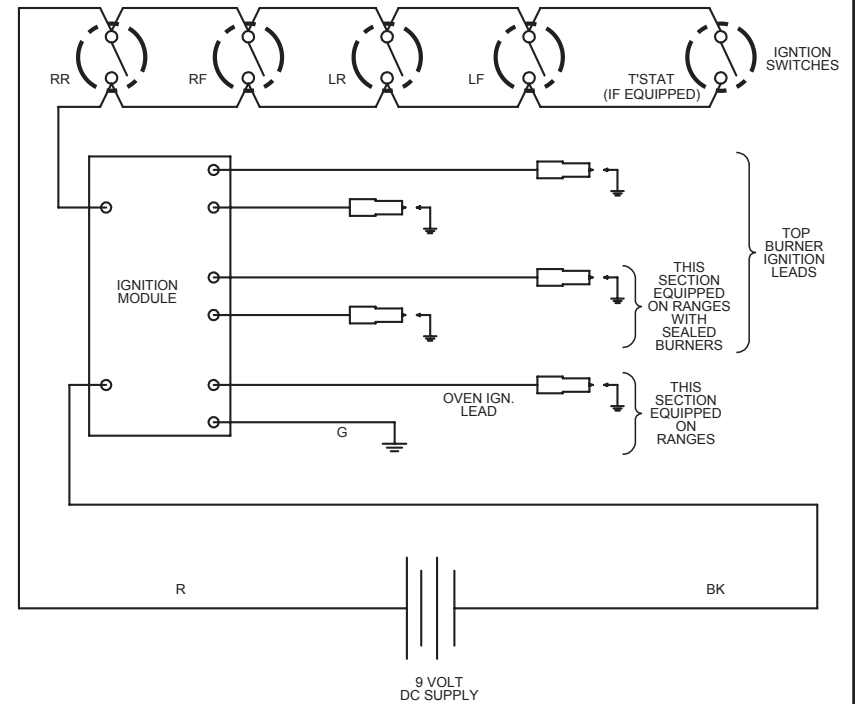 RR
RF
LR
LF
T'STAT
(IF EQUIPPED)
IGNTION
SWITCHES
IGNITION
MODULE
TOP
BURNER
IGNITION
LEADS
THIS
SECTION
EQUIPPED
ON RANGES
WITH
SEALED
BURNERS
OVEN IGN.
LEAD
THIS
SECTION
EQUIPPED
ON
RANGES
G
R
BK
9 VOLT
DC SUPPLY